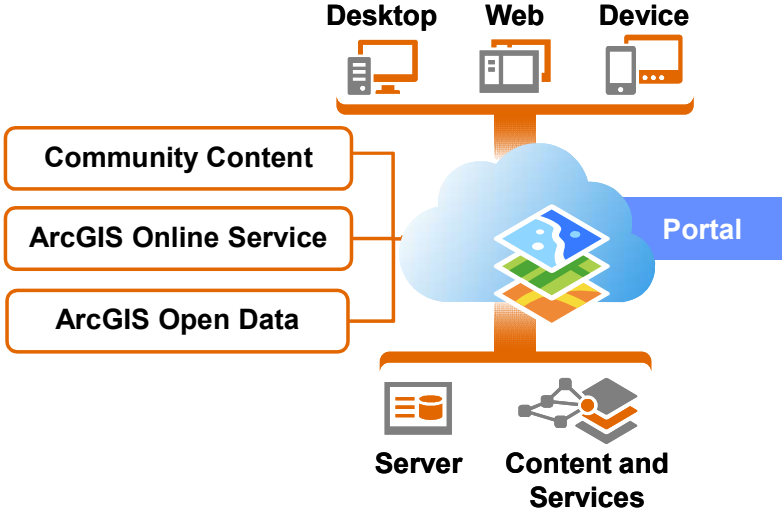 Desktop
Web
Device
Community Content
ArcGIS Online Service
ArcGIS Open Data
Portal
Server
Content and
Services